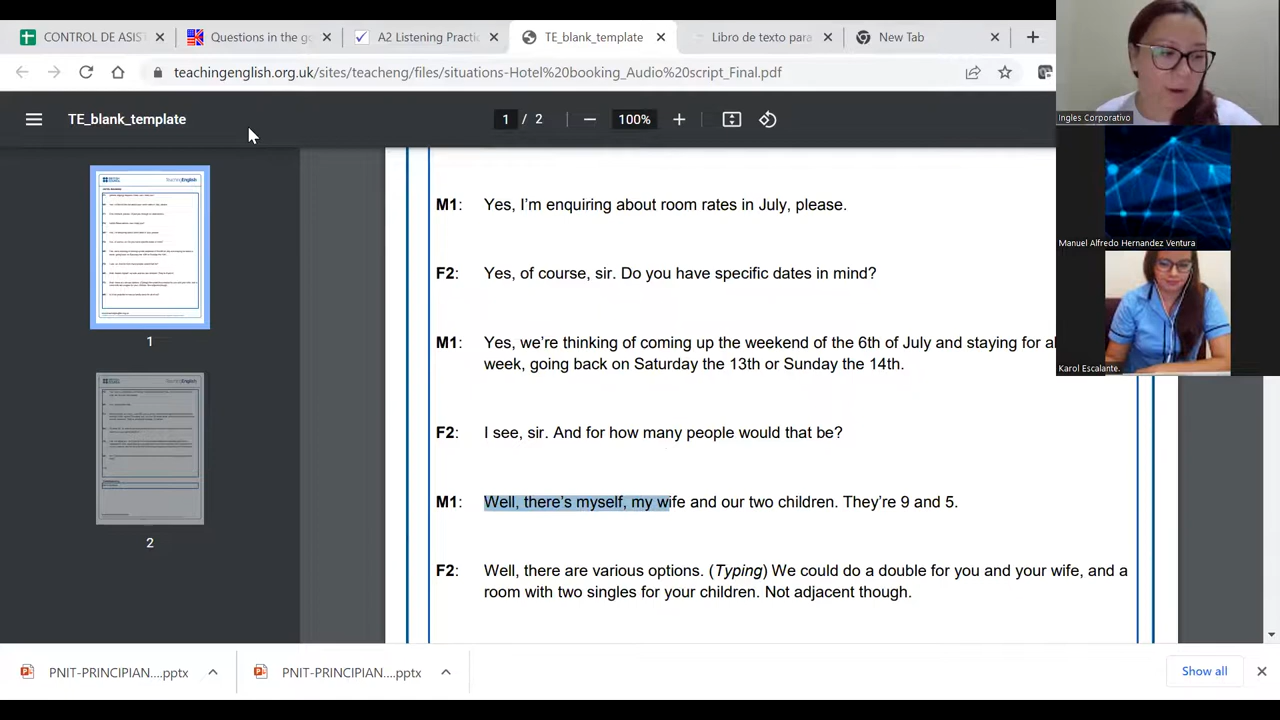 CONTROL DE ASIS
Questions in the go
A2 Listening Practi
TE_blank_template
Libro de texto para
New Tab
teachingenglish.org.uk/sites/teacheng/files/situations-Hotel%20booking_Audio%20script_Final.pdf
TE_blank_template
1 / 2
100%
Ingles Corporativo
Manuel Alfredo Hernandez Ventura
Karol Escalante.
1
2
M1: Yes, I'm enquiring about room rates in July, please.
F2: Yes, of course, sir. Do you have specific dates in mind?
M1: Yes, we're thinking of coming up the weekend of the 6th of July and staying for a
week, going back on Saturday the 13th or Sunday the 14th.
F2: I see, sir. And for how many people would that be?
M1: Well, there's myself, my wife and our two children. They're 9 and 5.
F2: Well, there are various options. (Typing) We could do a double for you and your wife, and a
room with two singles for your children. Not adjacent though.
PNIT-PRINCIPIAN....pptx
PNIT-PRINCIPIAN....pptx
Show all